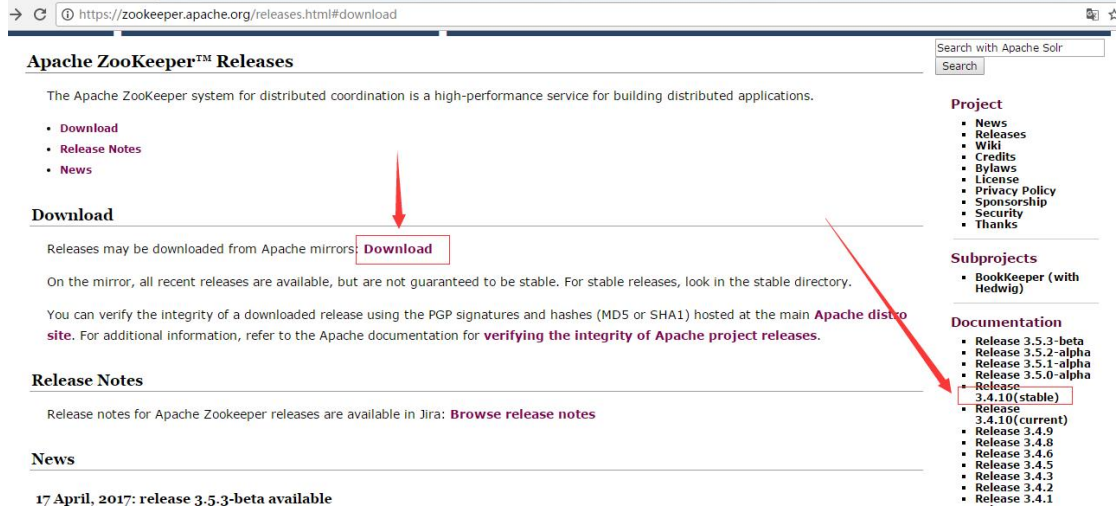 https://zookeeper.apache.org/releases.html#download
Apache ZooKeeper™ Releases
The Apache ZooKeeper system for distributed coordination is a high-performance service for building distributed applications.
Download
Release Notes
News
Download
Releases may be downloaded from Apache mirrors: Download
On the mirror, all recent releases are available, but are not guaranteed to be stable. For stable releases, look in the stable directory.
You can verify the integrity of a downloaded release using the PGP signatures and hashes (MD5 or SHA1) hosted at the main Apache distro
site. For additional information, refer to the Apache documentation for verifying the integrity of Apache project releases.
Release Notes
Release notes for Apache Zookeeper releases are available in Jira: Browse release notes
News
17 April, 2017: release 3.5.3-beta available
Search with Apache Solr
Search
Project
News
Releases
Wiki
Credits
Bylaws
License
Privacy Policy
Sponsorship
Security
Thanks
Subprojects
BookKeeper (with
Hedwig)
Documentation
Release 3.5.3-beta
Release 3.5.2-alpha
Release 3.5.1-alpha
Release 3.5.0-alpha
Release
3.4.10(stable)
Release
3.4.10(current)
Release 3.4.9
Release 3.4.8
Release 3.4.6
Release 3.4.5
Release 3.4.3
Release 3.4.2
Release 3.4.1